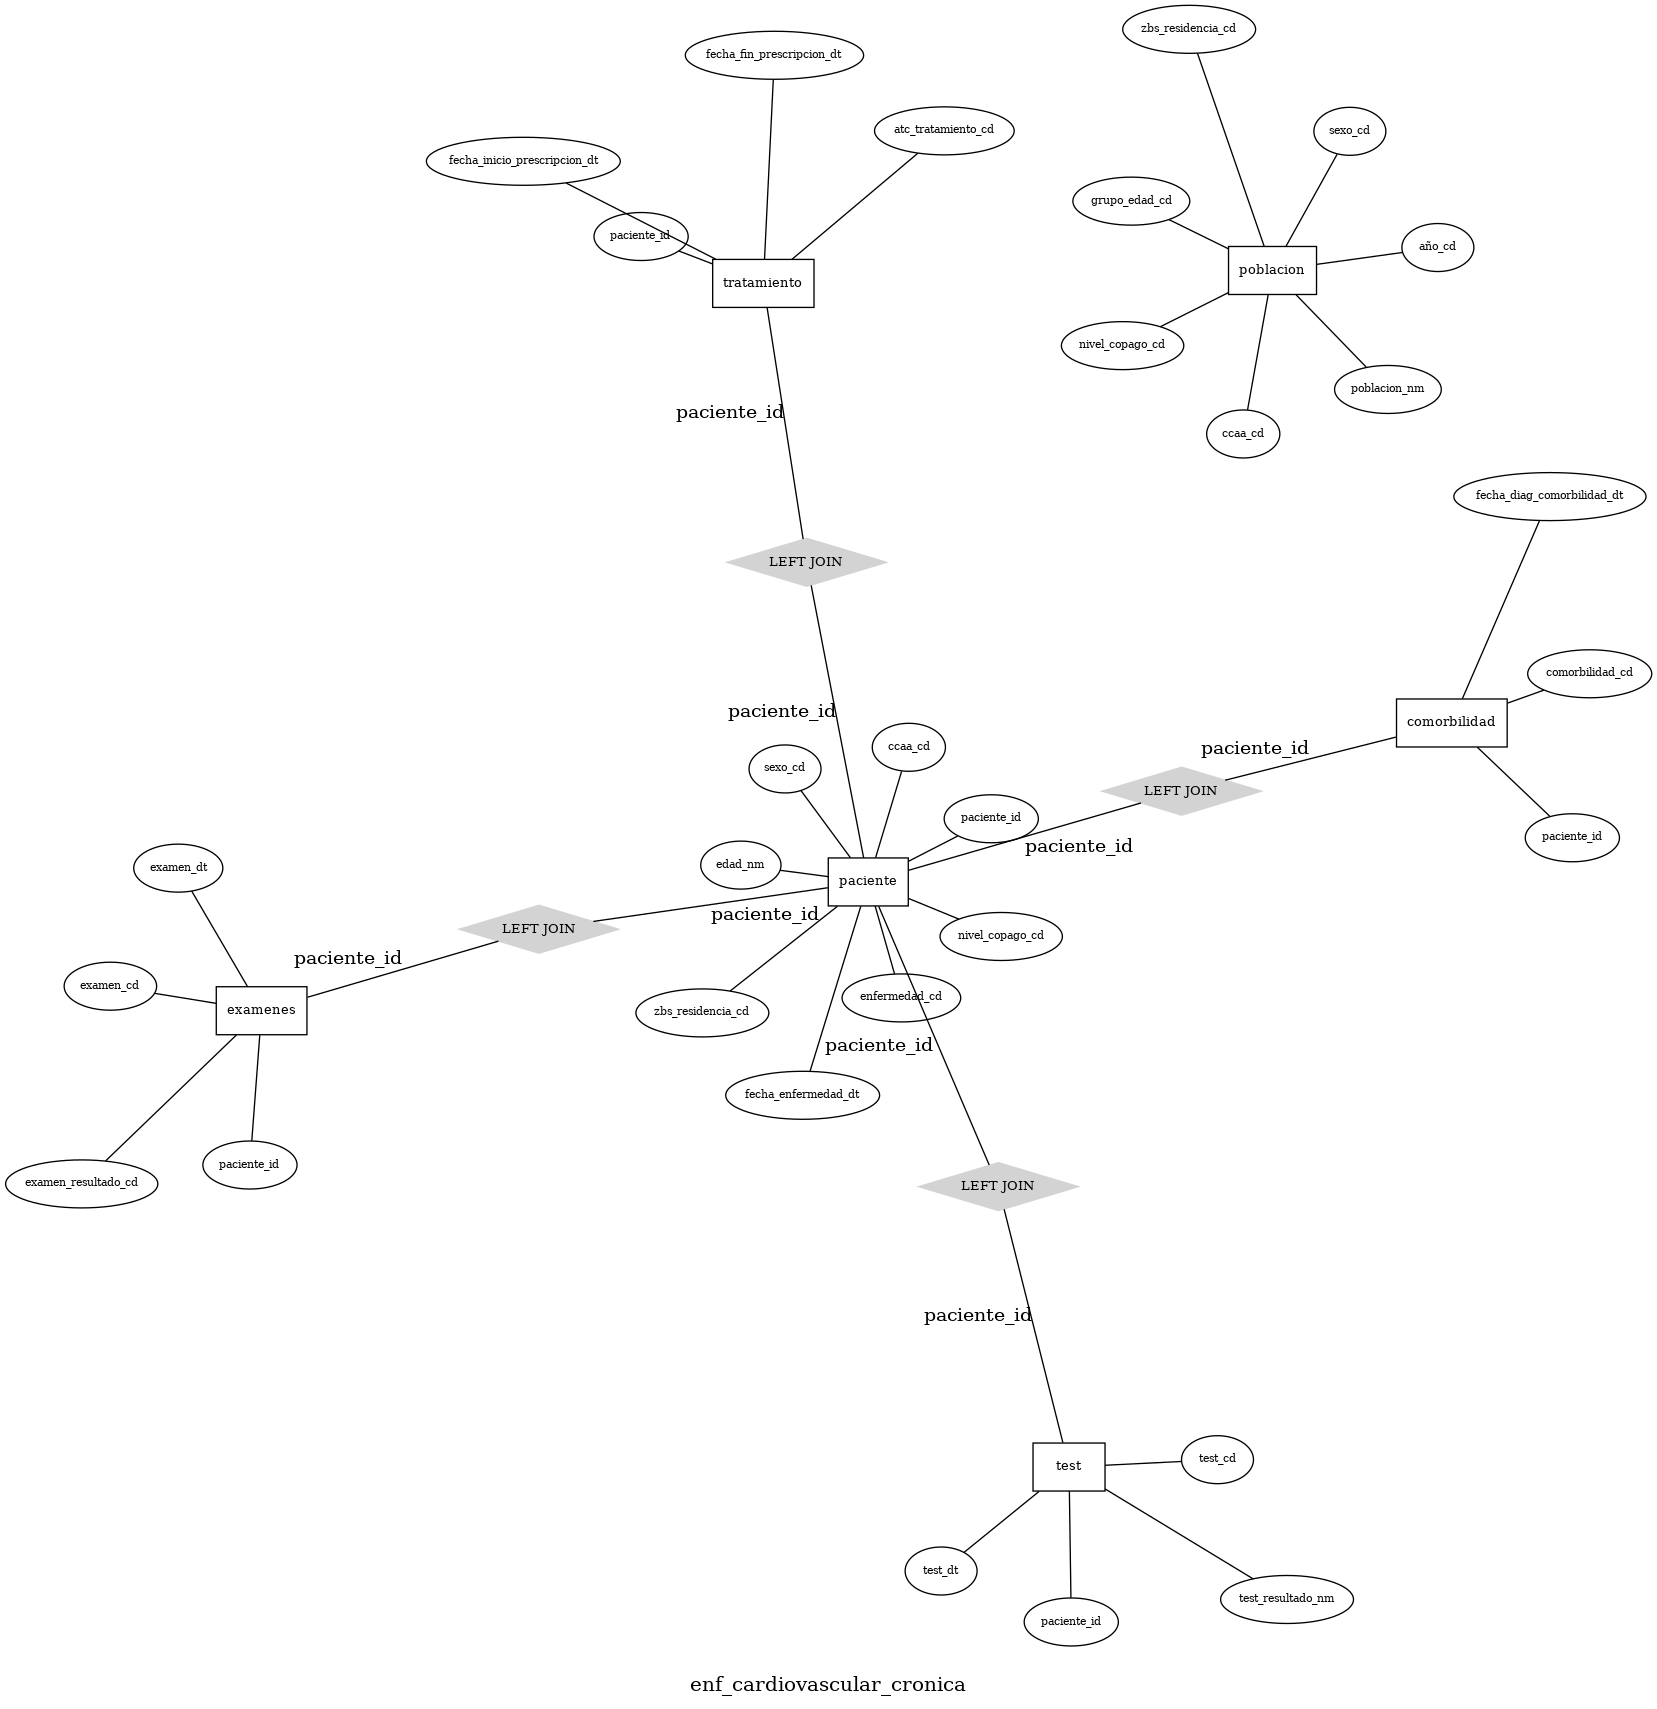 zbs_residencia_cd
fecha_fin_prescripcion_dt
atc_tratamiento_cd
sexo_cd
fecha_inicio_prescripcion_dt
grupo_edad_cd
paciente_id
año_cd
poblacion
tratamiento
nivel_copago_cd
poblacion_nm
paciente_id
ccaa_cd
fecha_diag_comorbilidad_dt
LEFT JOIN
comorbilidad_cd
paciente_id
comorbilidad
ccaa_cd
paciente_id
sexo_cd
LEFT JOIN
paciente_id
paciente_id
paciente_id
edad_nm
examen_dt
paciente
paciente_id
LEFT JOIN
nivel_copago_cd
paciente_id
examen_cd
enfermedad_cd
examenes
zbs_residencia_cd
paciente_id
fecha_enfermedad_dt
paciente_id
examen_resultado_cd
LEFT JOIN
paciente_id
test_cd
test
test_dt
test_resultado_nm
paciente_id
enf_cardiovascular_cronica